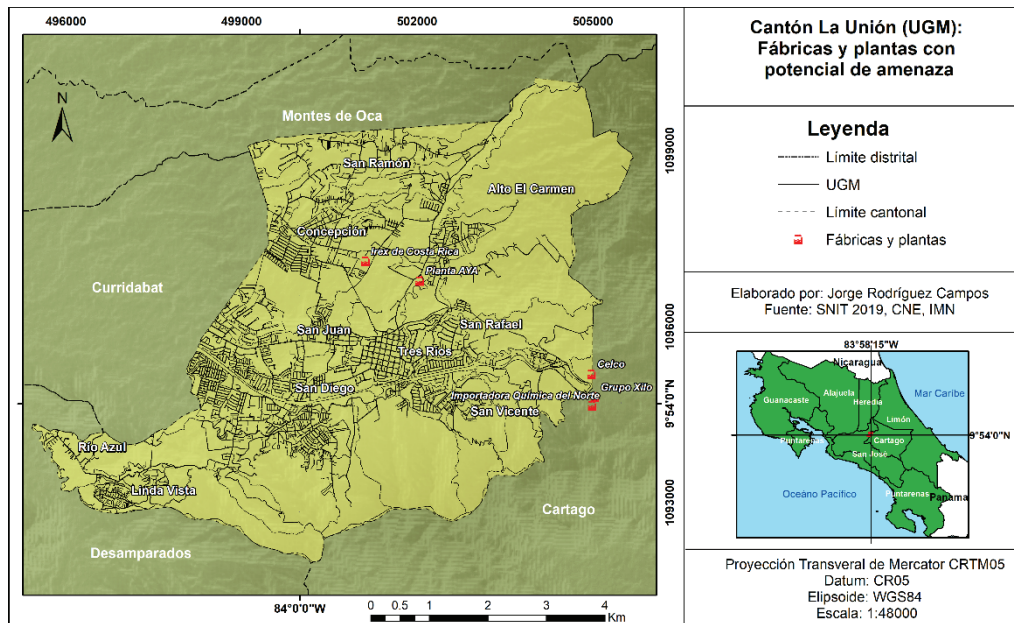 496000
499000
502000
505000
N
Montes de Oca
San Ramón
Alto El Carmen
Concepción
Irex de Costa Rica
Planta AYA
Curridabat
San Juan
San Rafael
Tres Ríos
Celco
San Diego
Grupo Xilo
Importadora Química del Norte
San Vicente
Río Azul
Linda Vista
Cartago
Desamparados
1099000
1096000
9°54'0"N
1093000
84°0'0"W
0 0.5 1 2 3 4
Km
Cantón La Unión (UGM):
Fábricas y plantas con
potencial de amenaza
Leyenda
Límite distrital
UGM
Límite cantonal
Fábricas y plantas
Elaborado por: Jorge Rodríguez Campos
Fuente: SNIT 2019, CNE, IMN
83°58'15"W
Nicaragua
Mar Caribe
Guanacaste
Alajuela
Heredia
Limón
9°54'0"N
Puntarenas
Cartago
San José
Océano Pacífico
Puntarenas
Panama
Proyección Transveral de Mercator CRTM05
Datum: CR05
Elipsoide: WGS84
Escala: 1:48000